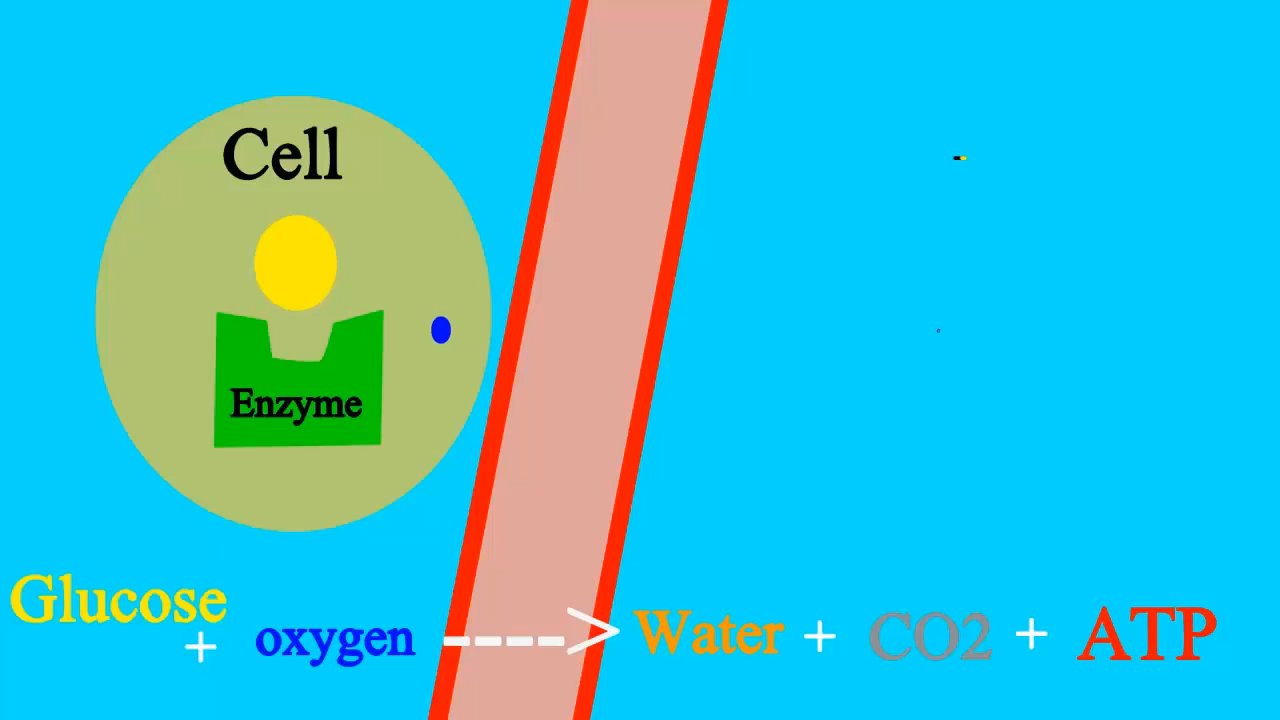 Cell
Enzyme
Glucose + oxygen ----> Water + CO2 + ATP